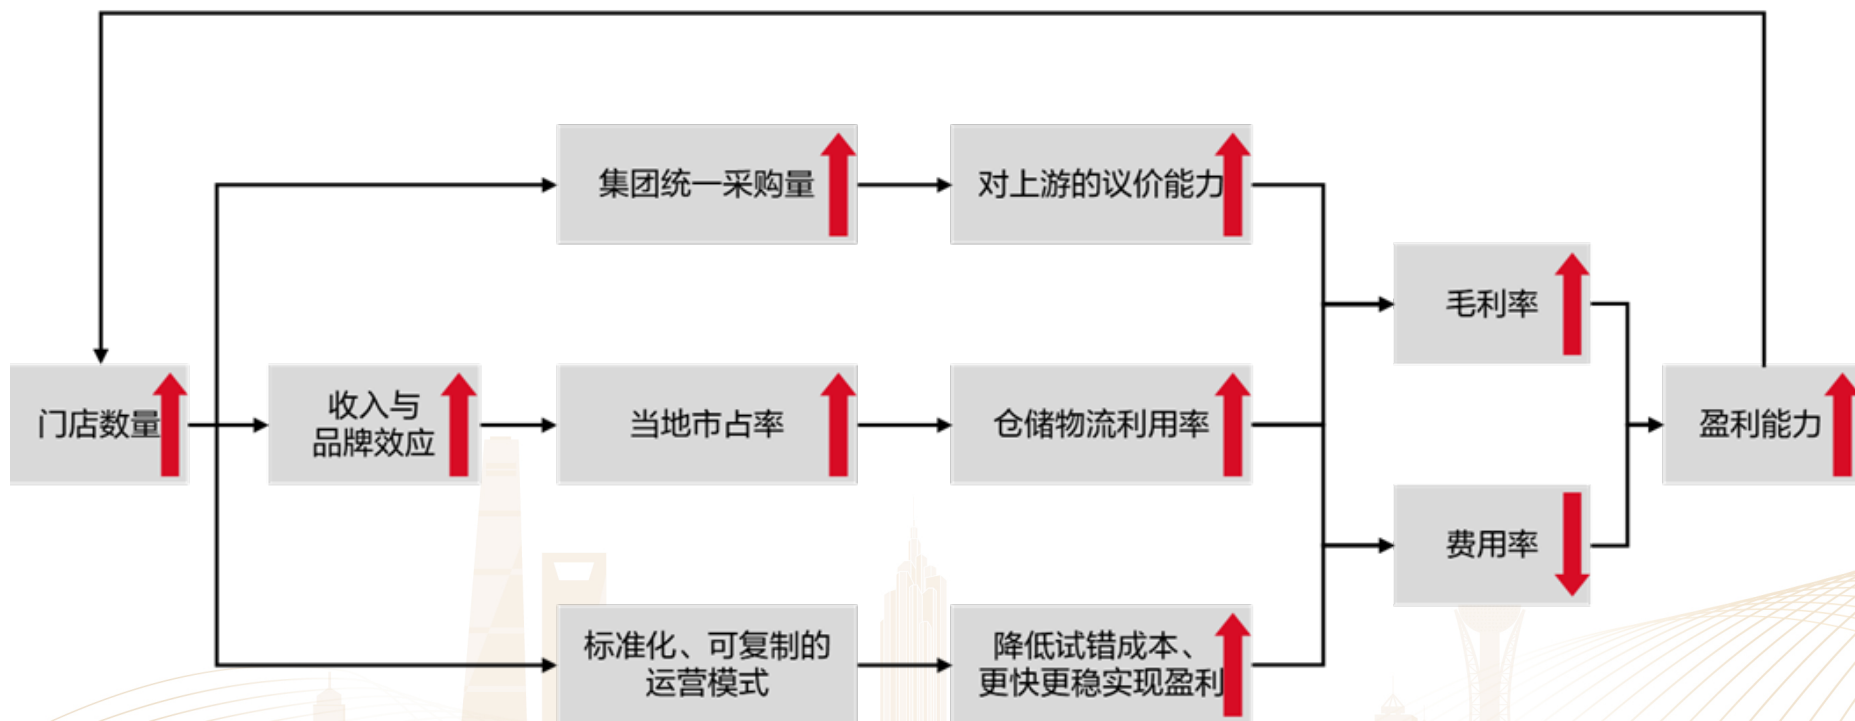 集团统一采购量
对上游的议价能力
毛利率
门店数量
收入与
品牌效应
当地市占率
仓储物流利用率
盈利能力
费用率
标准化、可复制的
运营模式
降低试错成本、
更快更稳实现盈利